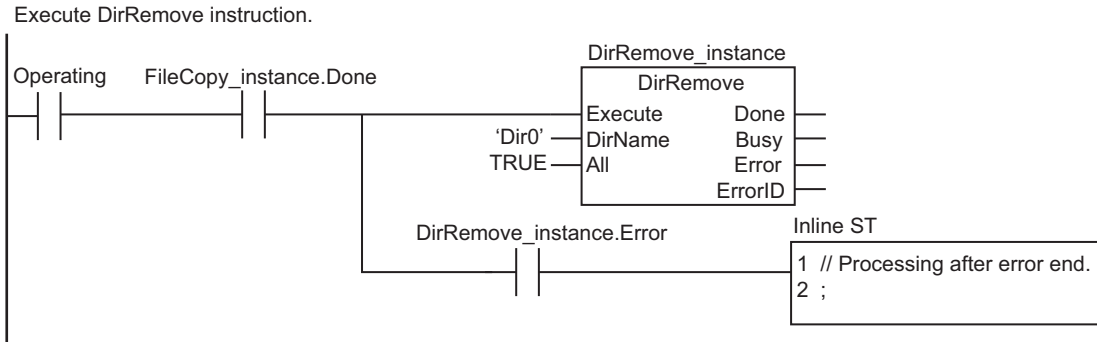 Execute DirRemove instruction.
DirRemove_instance
Operating FileCopy_instance.Done
DirRemove
Execute Done
‘Dir0’ DirName Busy
TRUE All Error
ErrorID
DirRemove_instance.Error
Inline ST
1 // Processing after error end.
2 ;